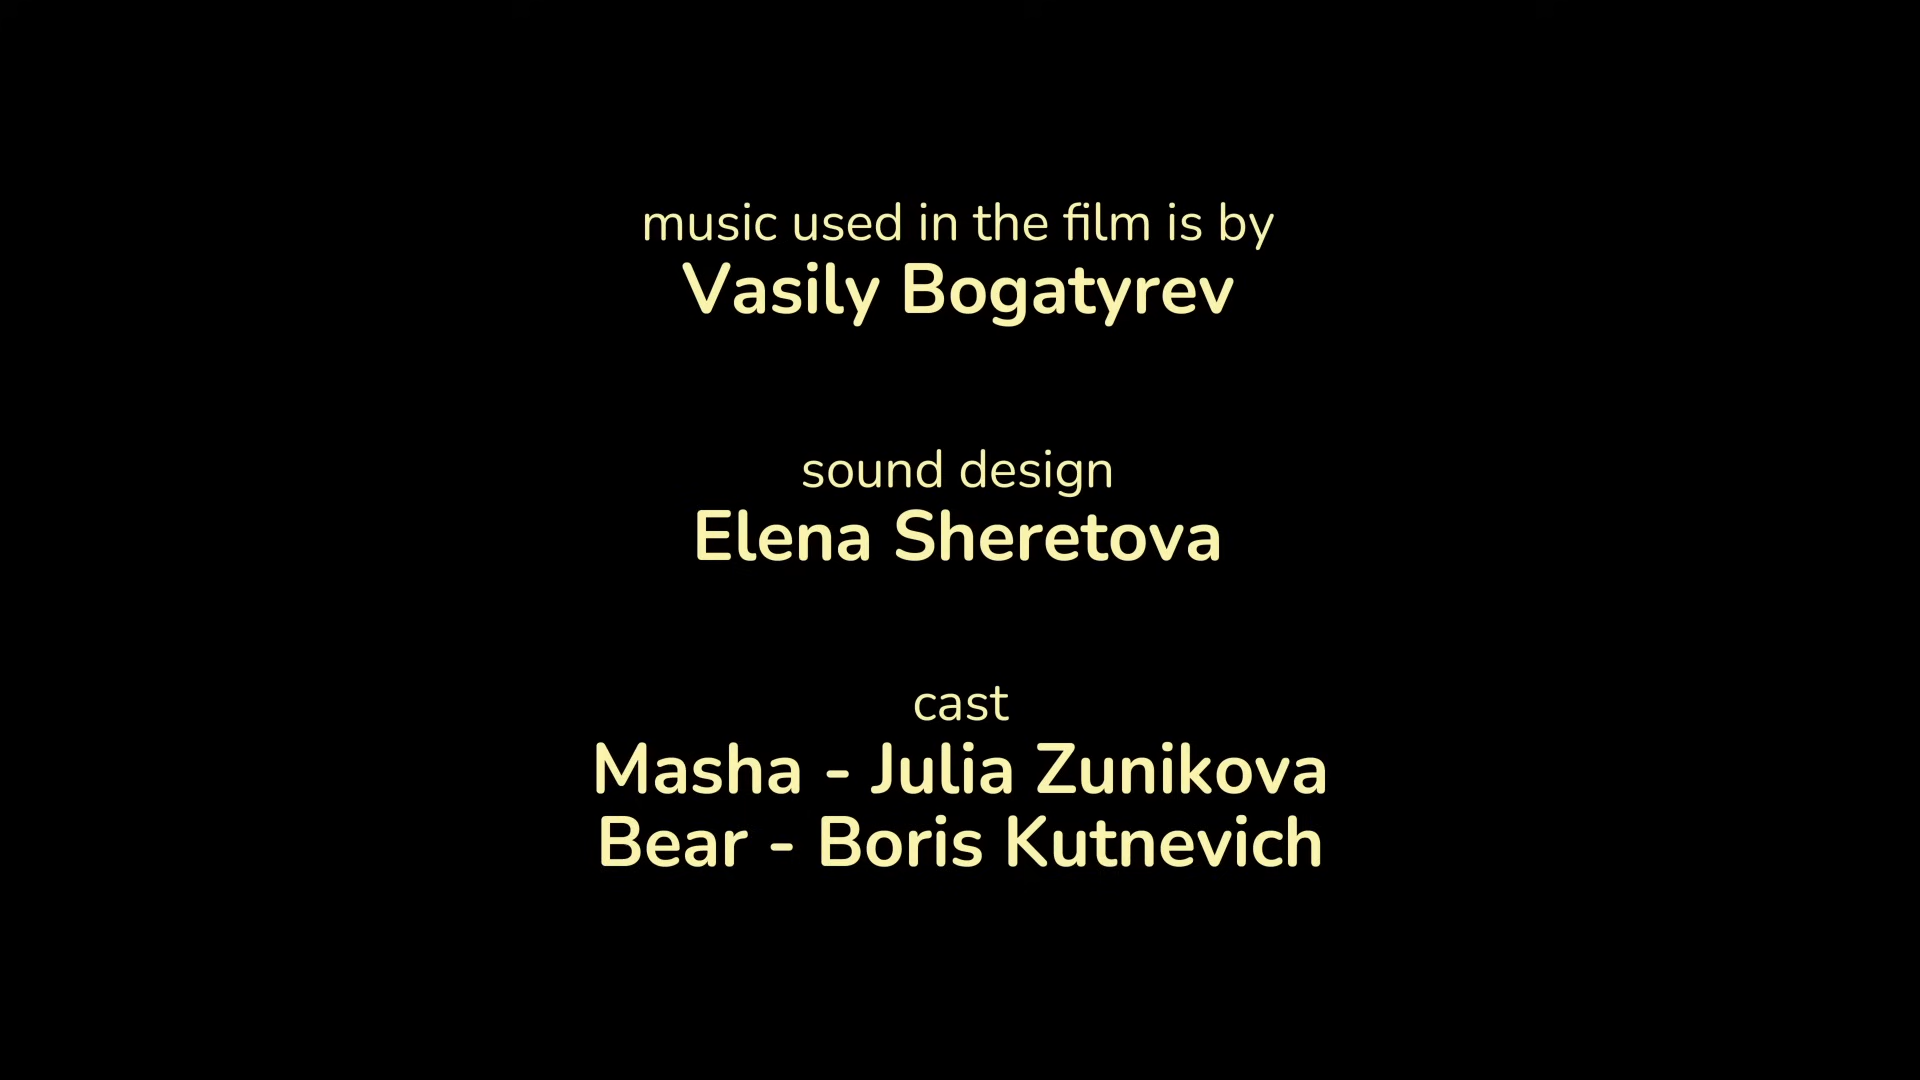 music used in the film is by
Vasily Bogatyrev
sound design
Elena Sheretova
cast
Masha - Julia Zunikova
Bear - Boris Kutnevich